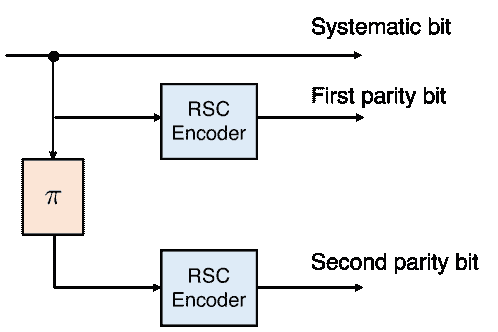 Systematic bit
First parity bit
RSC
Encoder
π
Second parity bit
RSC
Encoder